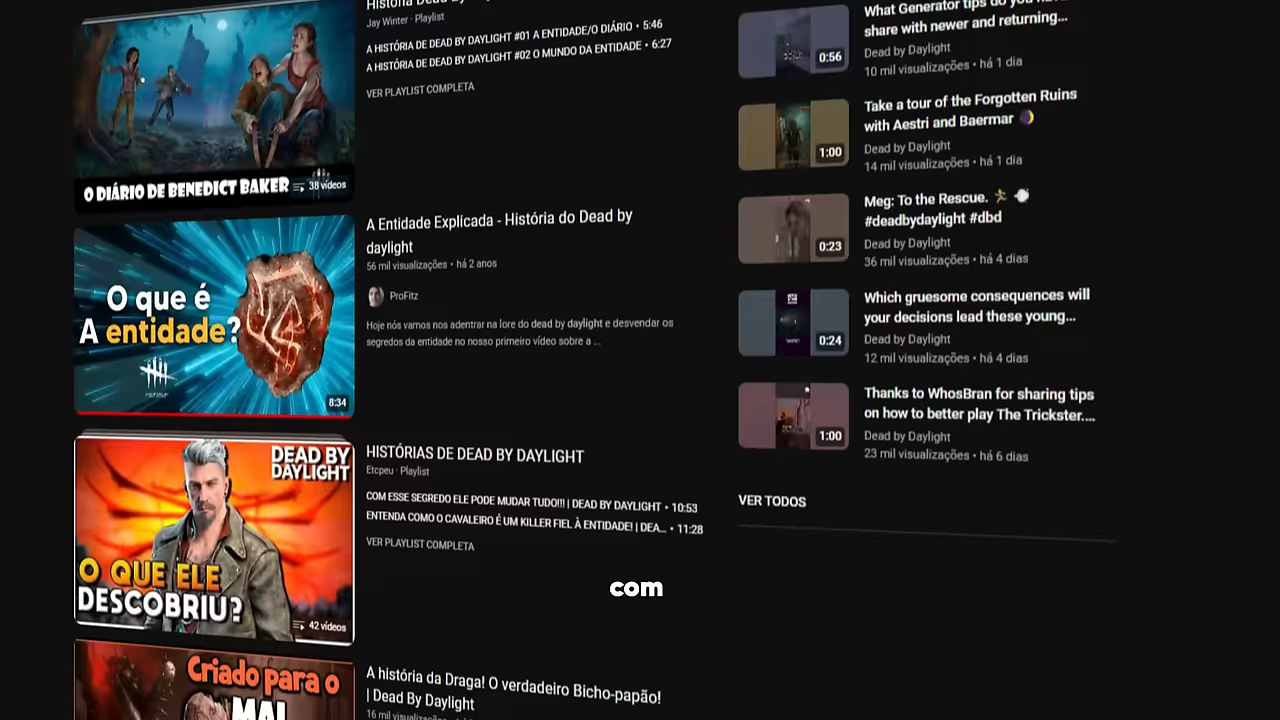 História Dead By
Jay Winter · Playlist
A HISTÓRIA DE DEAD BY DAYLIGHT #01 A ENTIDADE/O DIÁRIO • 5:46
A HISTÓRIA DE DEAD BY DAYLIGHT #02 O MUNDO DA ENTIDADE • 6:27
VER PLAYLIST COMPLETA
O DIÁRIO DE BENEDICT BAKER
38 vídeos
A Entidade Explicada - História do Dead by
daylight
56 mil visualizações • há 2 anos
ProFitz
Hoje nós vamos nos adentrar na lore do dead by daylight e desvendar os
segredos da entidade no nosso primeiro vídeo sobre a ...
O que é
A entidade?
8:34
HISTÓRIAS DE DEAD BY DAYLIGHT
Etcpeu · Playlist
COM ESSE SEGREDO ELE PODE MUDAR TUDO!!! | DEAD BY DAYLIGHT • 10:53
ENTENDA COMO O CAVALEIRO É UM KILLER FIEL À ENTIDADE! | DEA... • 11:28
VER PLAYLIST COMPLETA
DEAD BY
DAYLIGHT
O QUE ELE
DESCOBRIU?
42 vídeos
Criado para o
MAL
A história da Draga! O verdadeiro Bicho-papão!
| Dead By Daylight
16 mil visualizações
What Generator tips do you have
share with newer and returning...
Dead by Daylight
10 mil visualizações • há 1 dia
0:56
Take a tour of the Forgotten Ruins
with Aestri and Baermar 🌒
Dead by Daylight
14 mil visualizações • há 1 dia
1:00
Meg: To the Rescue. 🏃 💨
#deadbydaylight #dbd
Dead by Daylight
36 mil visualizações • há 4 dias
0:23
Which gruesome consequences will
your decisions lead these young...
Dead by Daylight
12 mil visualizações • há 4 dias
0:24
Thanks to WhosBran for sharing tips
on how to better play The Trickster....
Dead by Daylight
23 mil visualizações • há 6 dias
1:00
VER TODOS
com